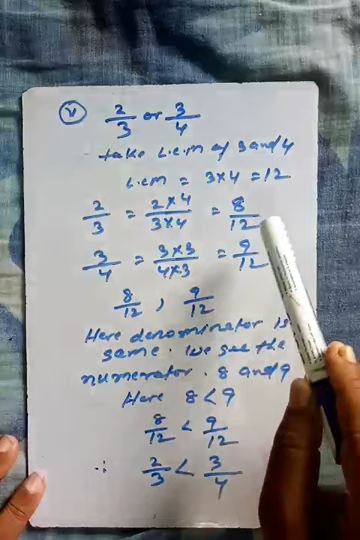 (v) 2/3 or 3/4
take L.C.M of 3 and 4
L.C.M = 3×4 = 12
2/3 = 2×4/3×4 = 8/12
3/4 = 3×3/4×3 = 9/12
8/12 , 9/12
Here denominator is
same. We see the
numerator. 8 and 9
Here 8 < 9
8/12 < 9/12
∴ 2/3 < 3/4